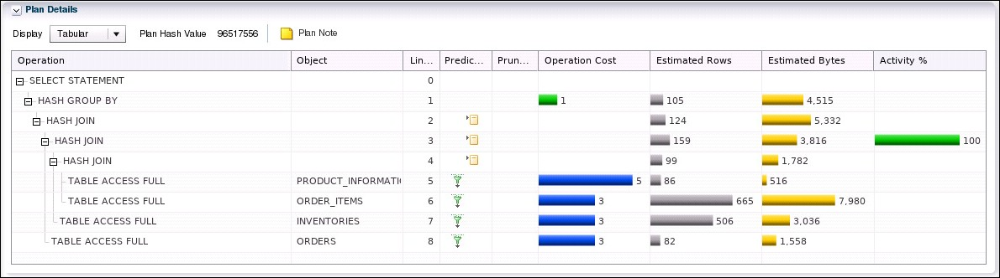 Plan Details
Display Tabular Plan Hash Value 96517556 Plan Note
Operation Object Lin... Predic... Prun... Operation Cost Estimated Rows Estimated Bytes Activity %
SELECT STATEMENT 0
HASH GROUP BY 1 1 105 4,515
HASH JOIN 2 124 5,332
HASH JOIN 3 159 3,816 100
HASH JOIN 4 99 1,782
TABLE ACCESS FULL PRODUCT_INFORMATI 5 5 86 516
TABLE ACCESS FULL ORDER_ITEMS 6 3 665 7,980
TABLE ACCESS FULL INVENTORIES 7 3 506 3,036
TABLE ACCESS FULL ORDERS 8 3 82 1,558